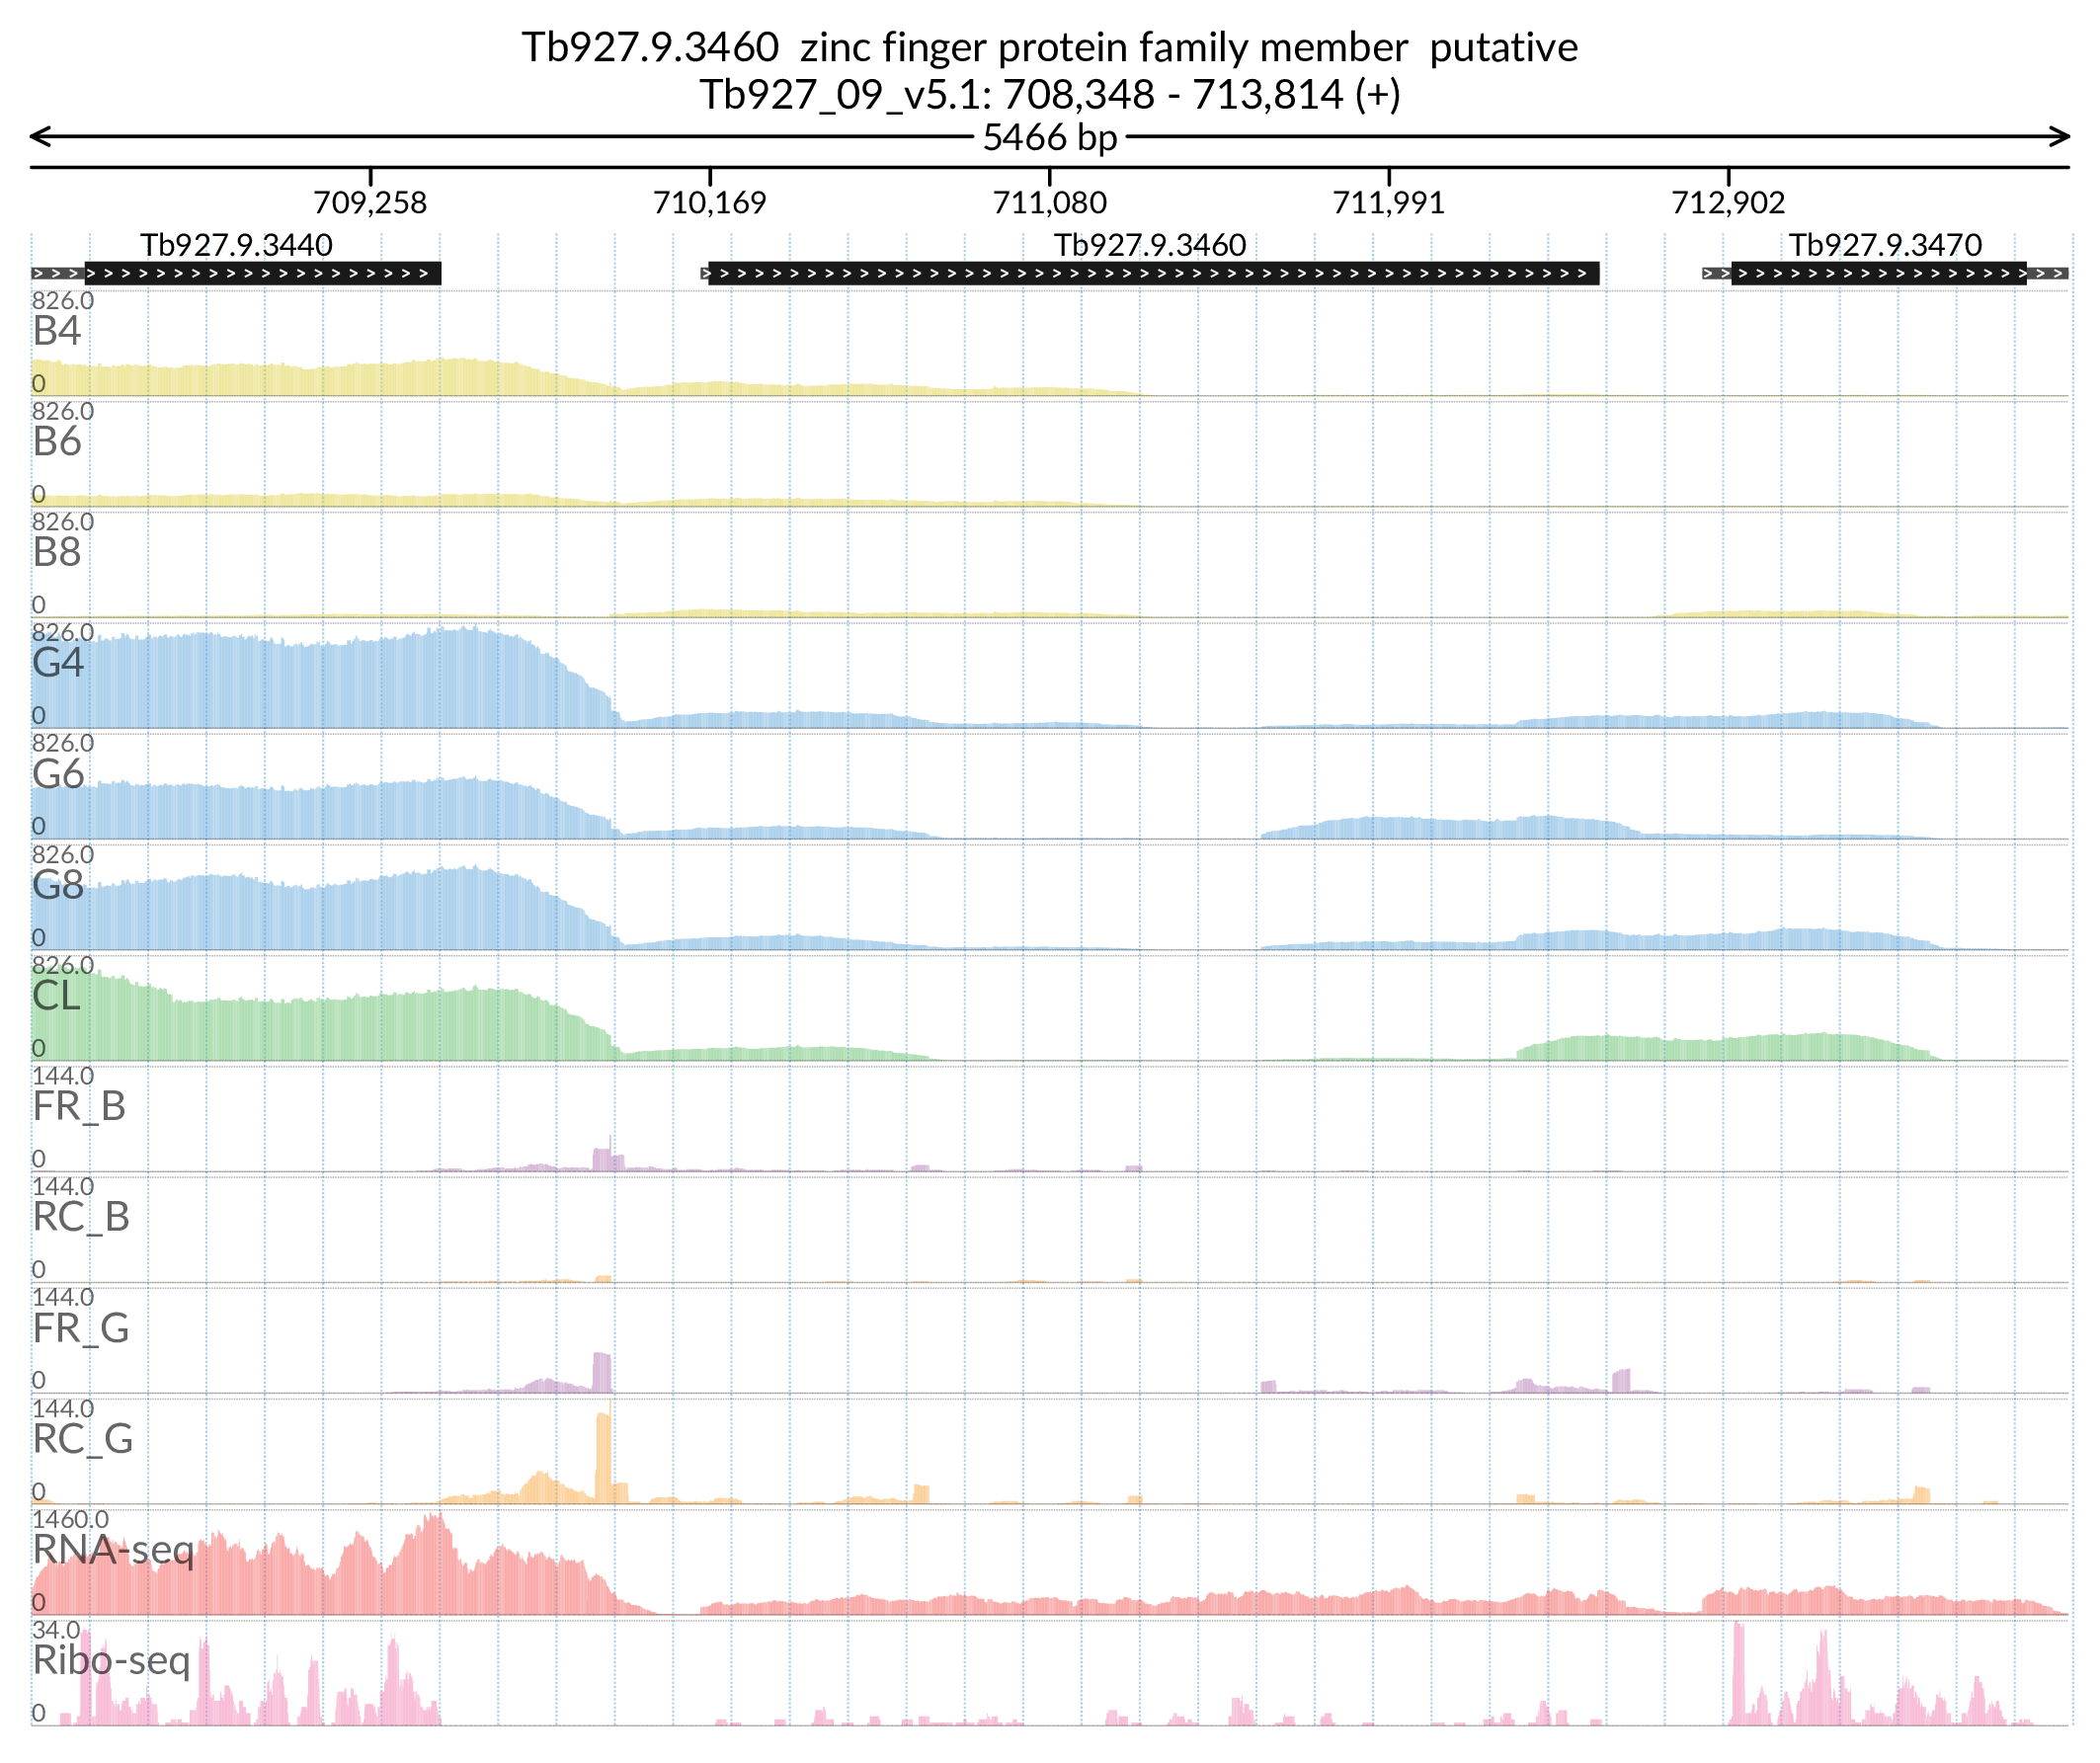 Tb927.9.3460  zinc finger protein family member  putative
Tb927_09_v5.1: 708,348 - 713,814 (+)
5466 bp
709,258 710,169 711,080 711,991 712,902
Tb927.9.3440 Tb927.9.3460 Tb927.9.3470
826.0
B4
0
826.0
B6
0
826.0
B8
0
826.0
G4
0
826.0
G6
0
826.0
G8
0
826.0
CL
0
144.0
FR_B
0
144.0
RC_B
0
144.0
FR_G
0
144.0
RC_G
0
1460.0
RNA-seq
0
34.0
Ribo-seq
0